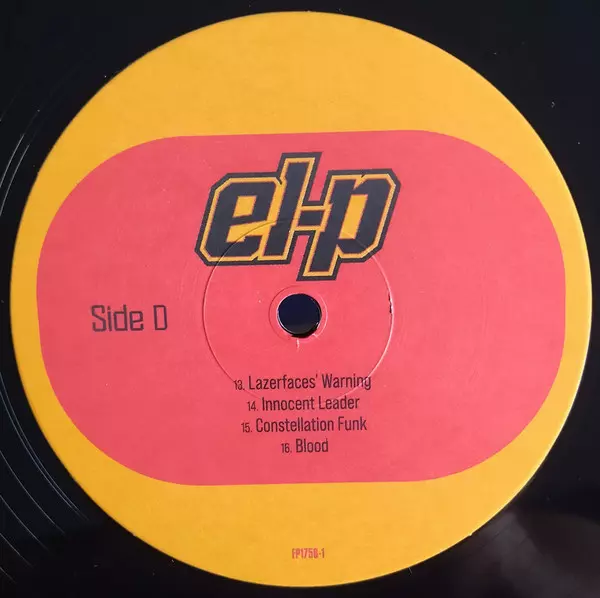 el-p
Side D
13. Lazerfaces' Warning
14. Innocent Leader
15. Constellation Funk
16. Blood
FP1750-1